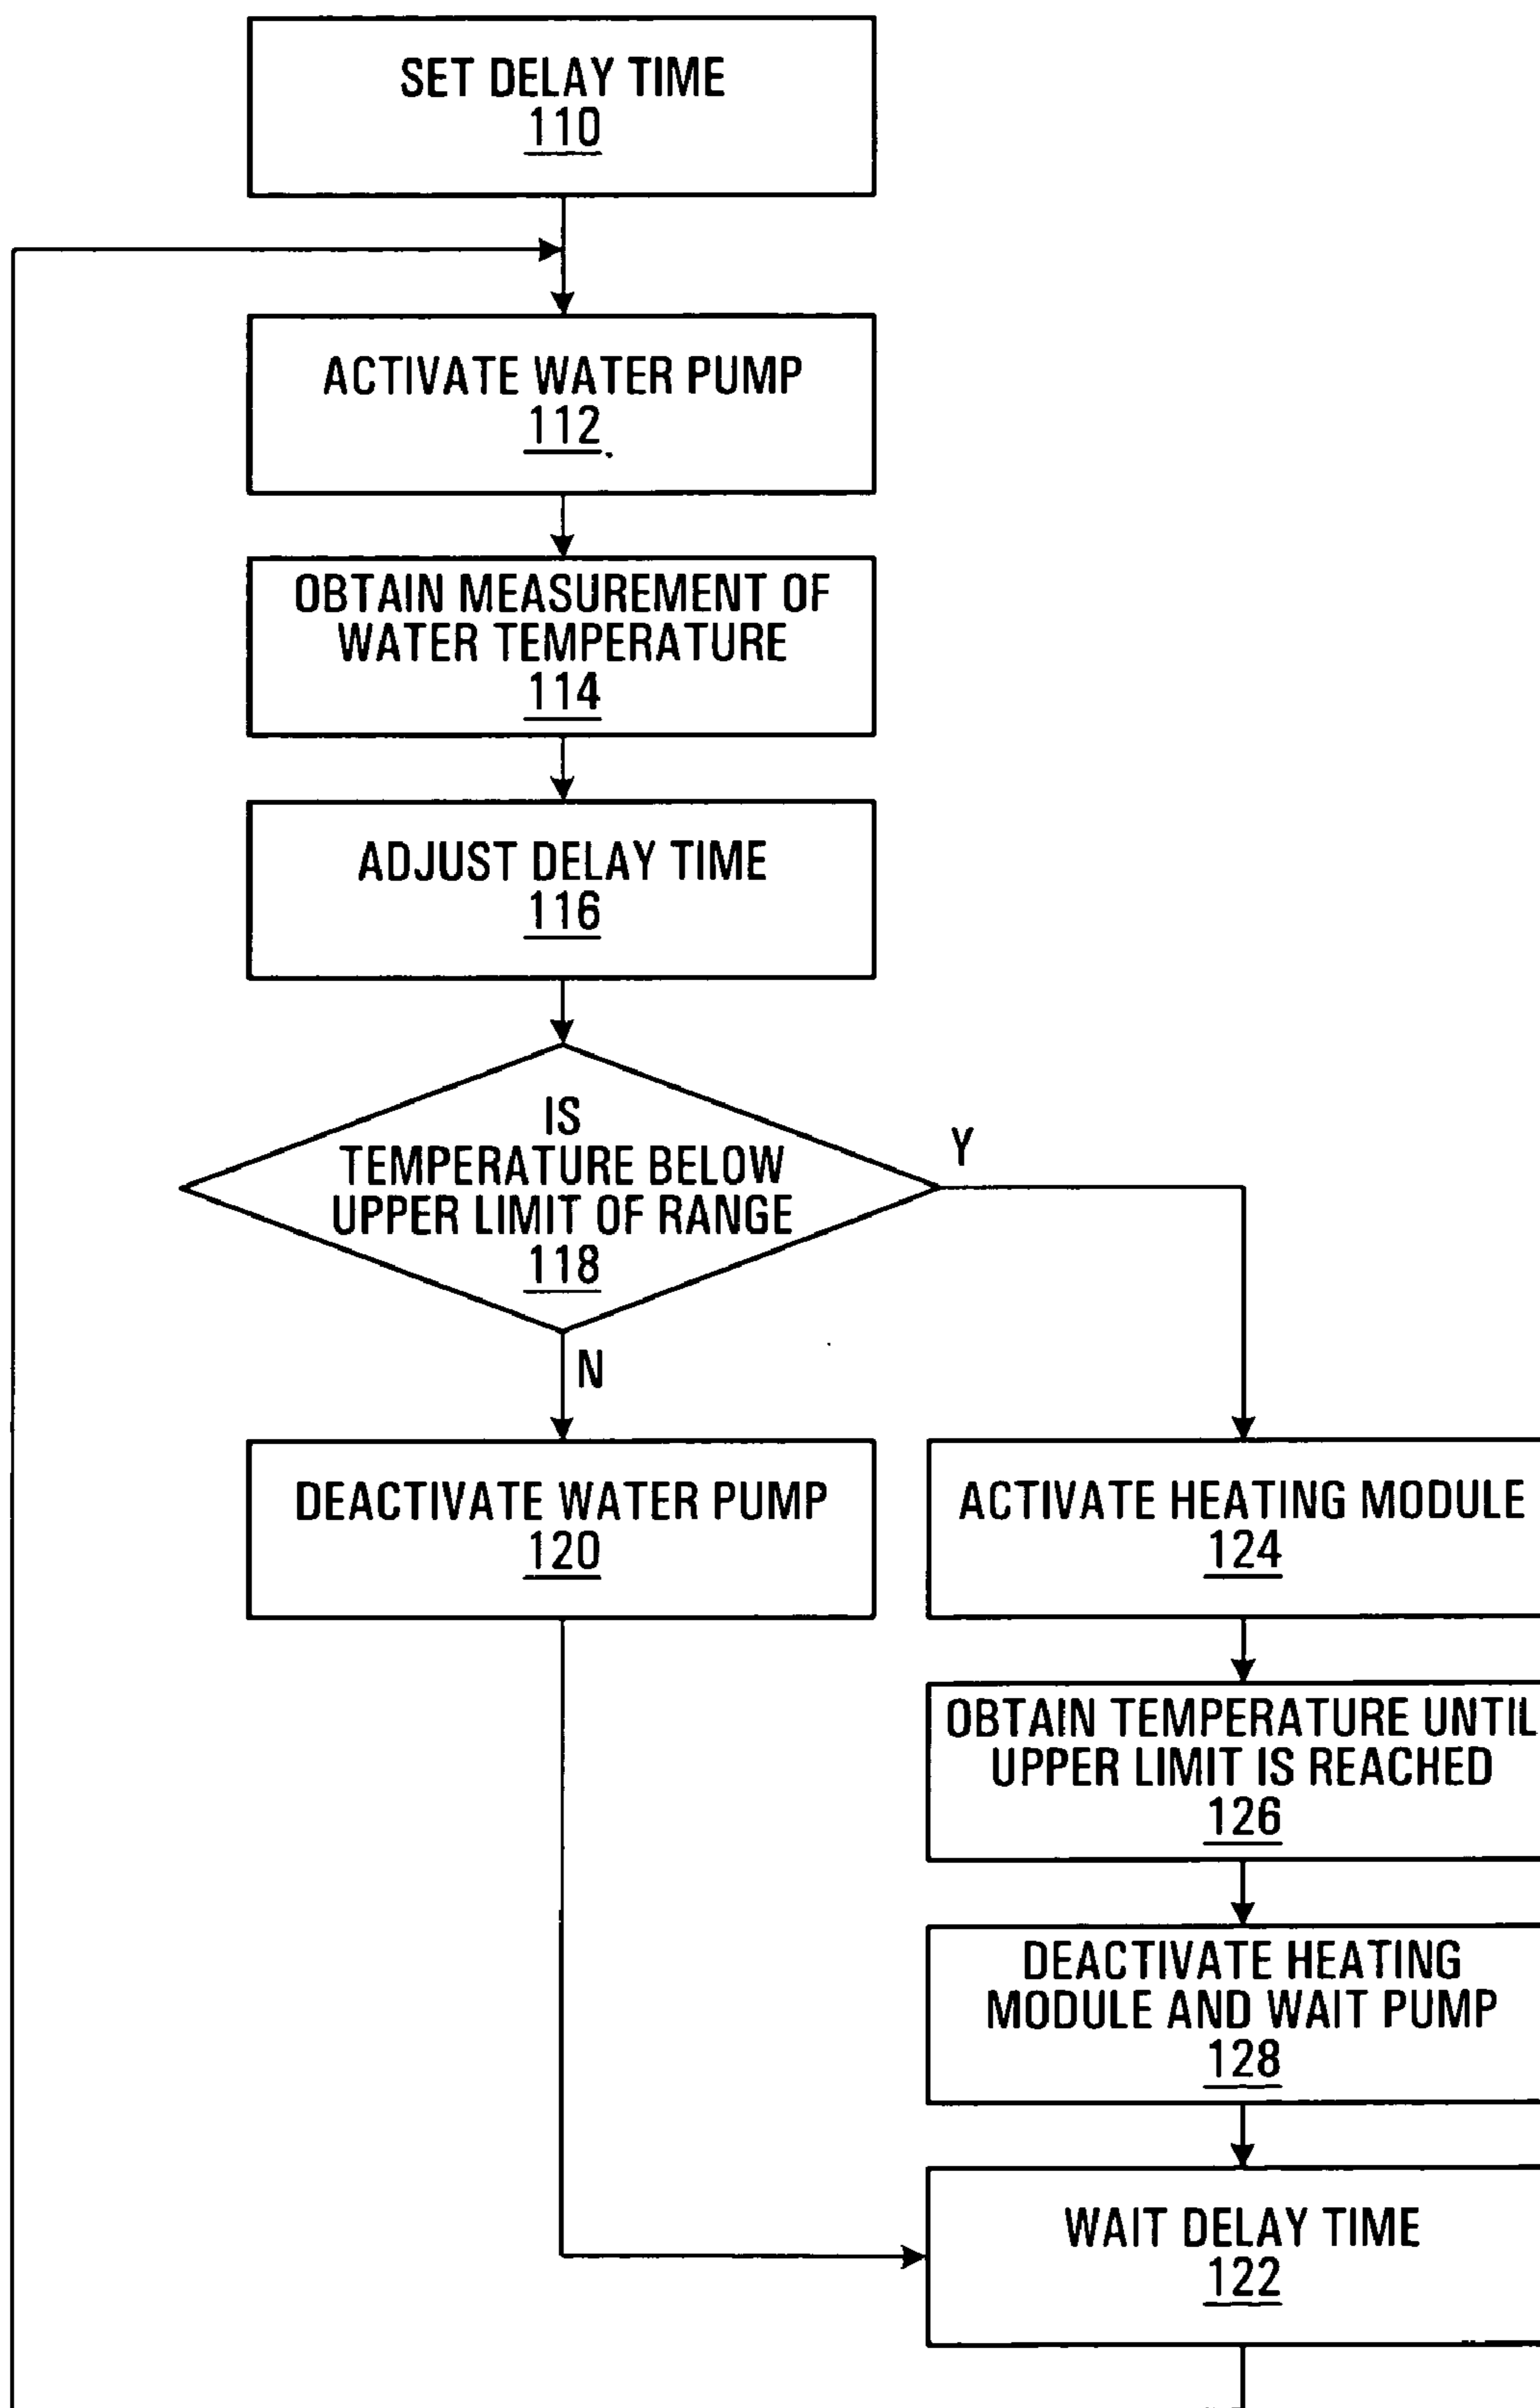 SET DELAY TIME
110
ACTIVATE WATER PUMP
112
OBTAIN MEASUREMENT OF
WATER TEMPERATURE
114
ADJUST DELAY TIME
116
IS
TEMPERATURE BELOW
UPPER LIMIT OF RANGE
118
Y
N
DEACTIVATE WATER PUMP
120
ACTIVATE HEATING MODULE
124
OBTAIN TEMPERATURE UNTIL
UPPER LIMIT IS REACHED
126
DEACTIVATE HEATING
MODULE AND WAIT PUMP
128
WAIT DELAY TIME
122